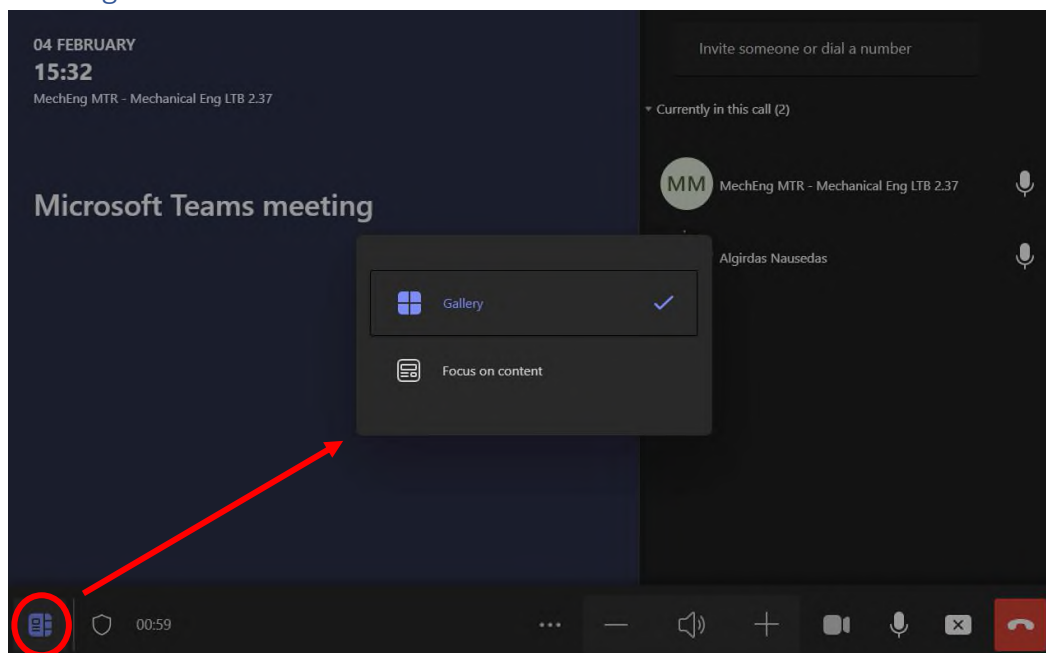 04 FEBRUARY
15:32
MechEng MTR - Mechanical Eng LTB 2.37
Microsoft Teams meeting
Invite someone or dial a number
Currently in this call (2)
MM
MechEng MTR - Mechanical Eng LTB 2.37
Algirdas Nausedas
Gallery
Focus on content
00:59